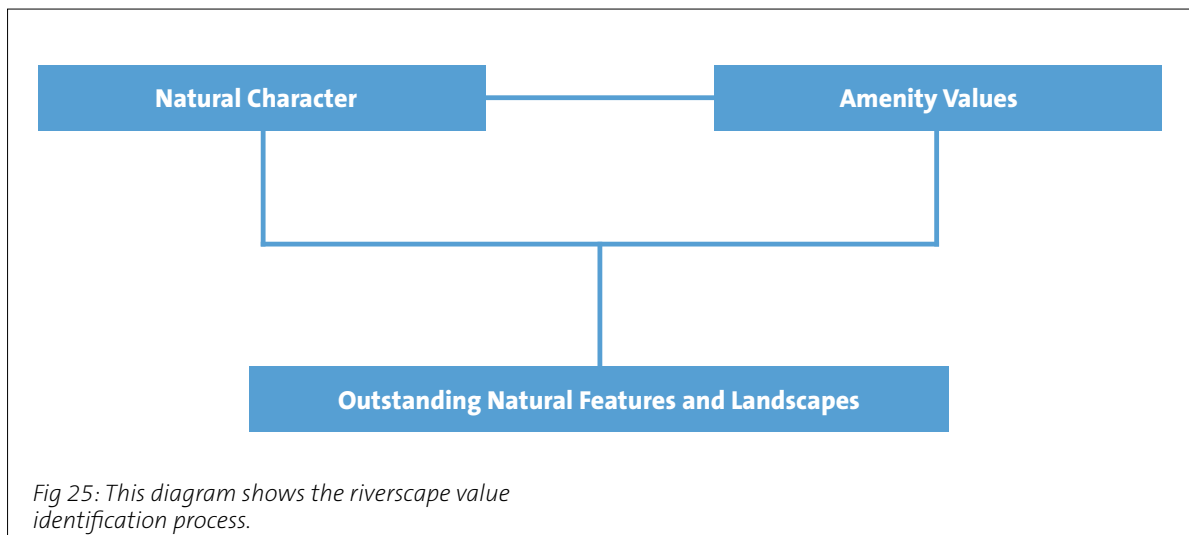 Natural Character
Amenity Values
Outstanding Natural Features and Landscapes
Fig 25: This diagram shows the riverscape value
identification process.